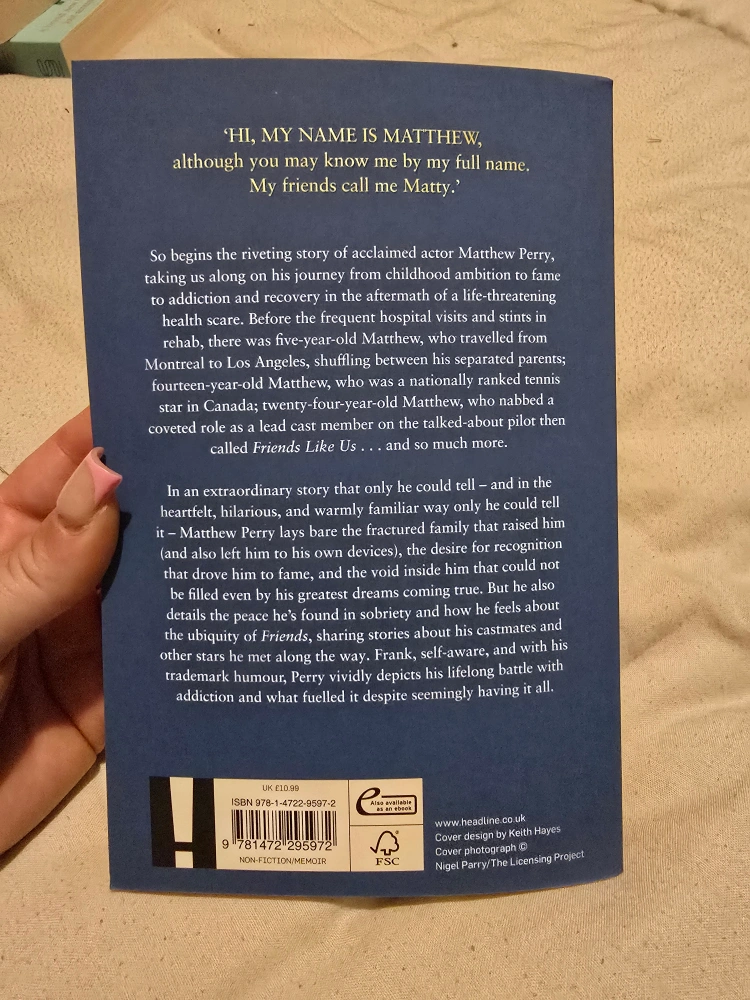 'HI, MY NAME IS MATTHEW,
although you may know me by my full name.
My friends call me Matty.'
So begins the riveting story of acclaimed actor Matthew Perry,
taking us along on his journey from childhood ambition to fame
to addiction and recovery in the aftermath of a life-threatening
health scare. Before the frequent hospital visits and stints in
rehab, there was five-year-old Matthew, who travelled from
Montreal to Los Angeles, shuffling between his separated parents;
fourteen-year-old Matthew, who was a nationally ranked tennis
star in Canada; twenty-four-year-old Matthew, who nabbed a
coveted role as a lead cast member on the talked-about pilot then
called Friends Like Us . . . and so much more.
In an extraordinary story that only he could tell – and in the
heartfelt, hilarious, and warmly familiar way only he could tell
it – Matthew Perry lays bare the fractured family that raised him
(and also left him to his own devices), the desire for recognition
that drove him to fame, and the void inside him that could not
be filled even by his greatest dreams coming true. But he also
details the peace he's found in sobriety and how he feels about
the ubiquity of Friends, sharing stories about his castmates and
other stars he met along the way. Frank, self-aware, and with his
trademark humour, Perry vividly depicts his lifelong battle with
addiction and what fuelled it despite seemingly having it all.
UK £10.99
ISBN 978-1-4722-9597-2
9 781472 295972
NON-FICTION/MEMOIR
Also available
as an ebook
FSC
www.headline.co.uk
Cover design by Keith Hayes
Cover photograph ©
Nigel Parry/The Licensing Project